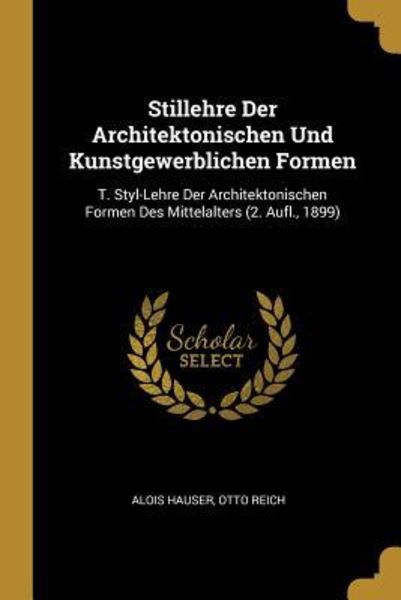 Stillehre Der
Architektonischen Und
Kunstgewerblichen Formen
T. Styl-Lehre Der Architektonischen
Formen Des Mittelalters (2. Aufl., 1899)
Scholar
SELECT
ALOIS HAUSER, OTTO REICH